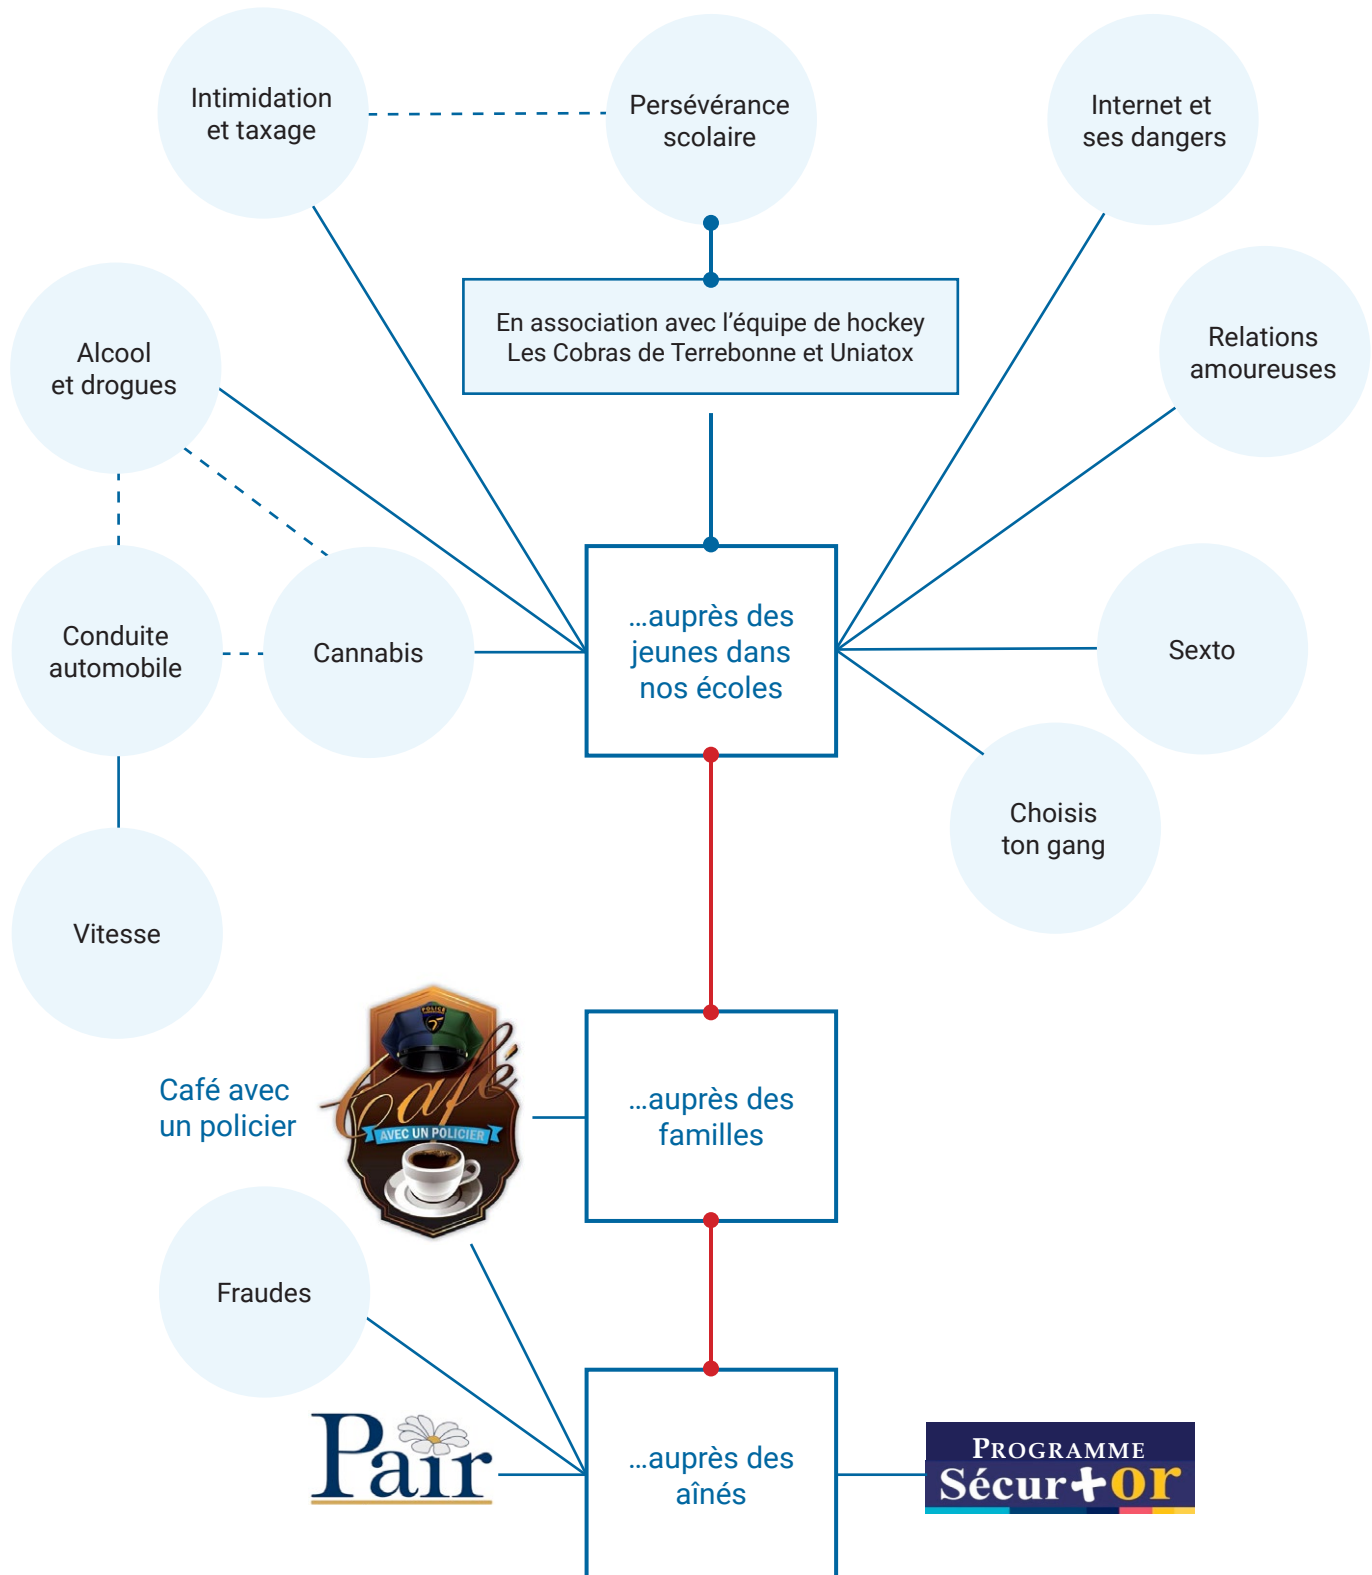 Intimidation
et taxage
Persévérance
scolaire
Internet et
ses dangers
En association avec l’équipe de hockey
Les Cobras de Terrebonne et Uniatox
Alcool
et drogues
Relations
amoureuses
Conduite
automobile
Cannabis
...auprès des
jeunes dans
nos écoles
Sexto
Choisis
ton gang
Vitesse
Café avec
un policier
POLICE
Café
AVEC UN POLICIER
...auprès des
familles
Fraudes
Pair
...auprès des
aînés
PROGRAMME
Sécur+or